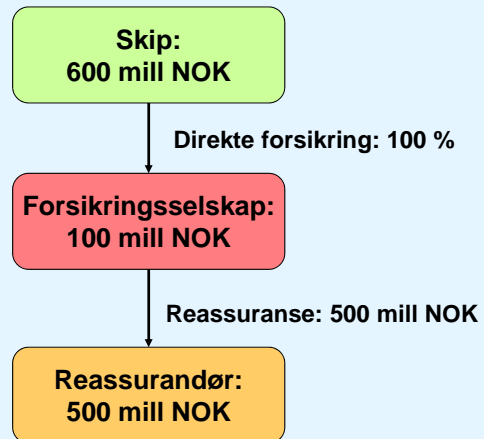 Skip:
600 mill NOK
Direkte forsikring: 100 %
Forsikringsselskap:
100 mill NOK
Reassuranse: 500 mill NOK
Reassurandør:
500 mill NOK